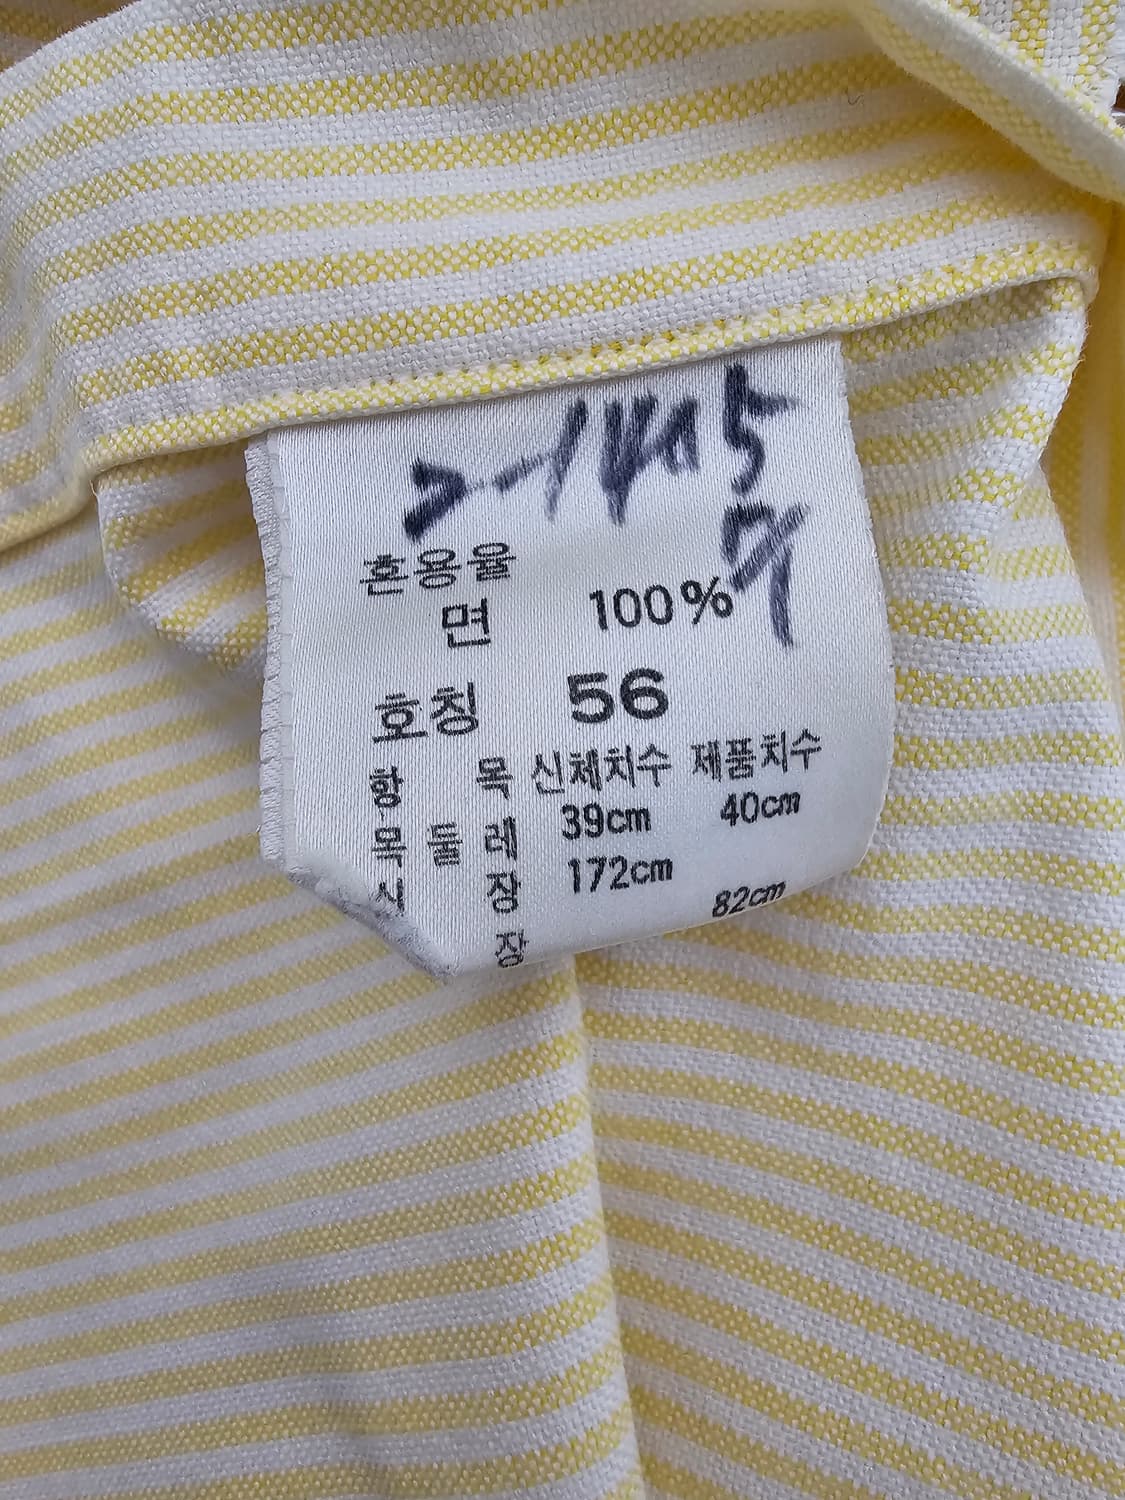 혼용율
면 100%
호칭 56
항 목 신체치수 제품치수
목 둘 레 39cm 40cm
신 장 172cm
장 82cm